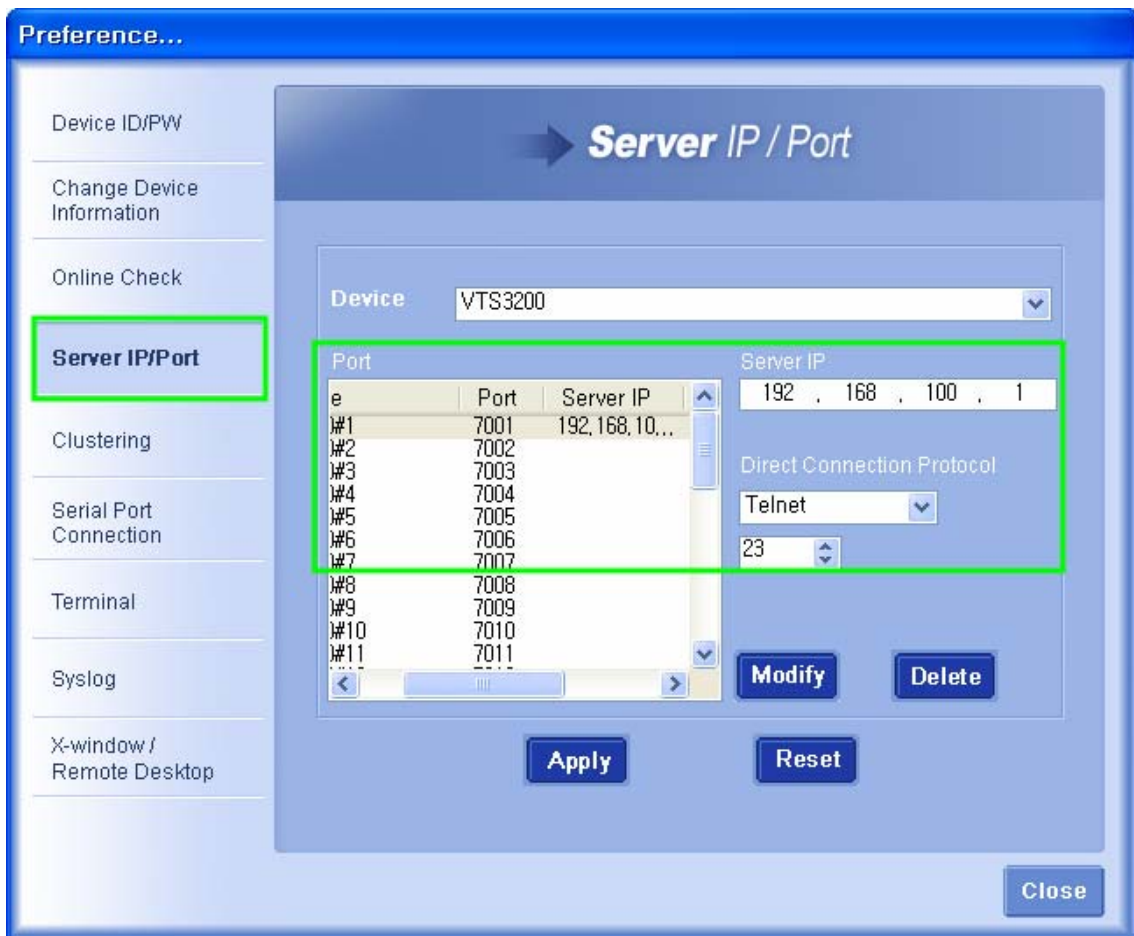 Preference...
Device ID/PW
Change Device
Information
Online Check
Server IP/Port
Clustering
Serial Port
Connection
Terminal
Syslog
X-window /
Remote Desktop
Server IP / Port
Device VTS3200
Port
e Port Server IP
)#1 7001 192,168,10,..
)#2 7002
)#3 7003
)#4 7004
)#5 7005
)#6 7006
)#7 7007
)#8 7008
)#9 7009
)#10 7010
)#11 7011
Server IP
192 . 168 . 100 . 1
Direct Connection Protocol
Telnet
23
Modify Delete
Apply Reset
Close